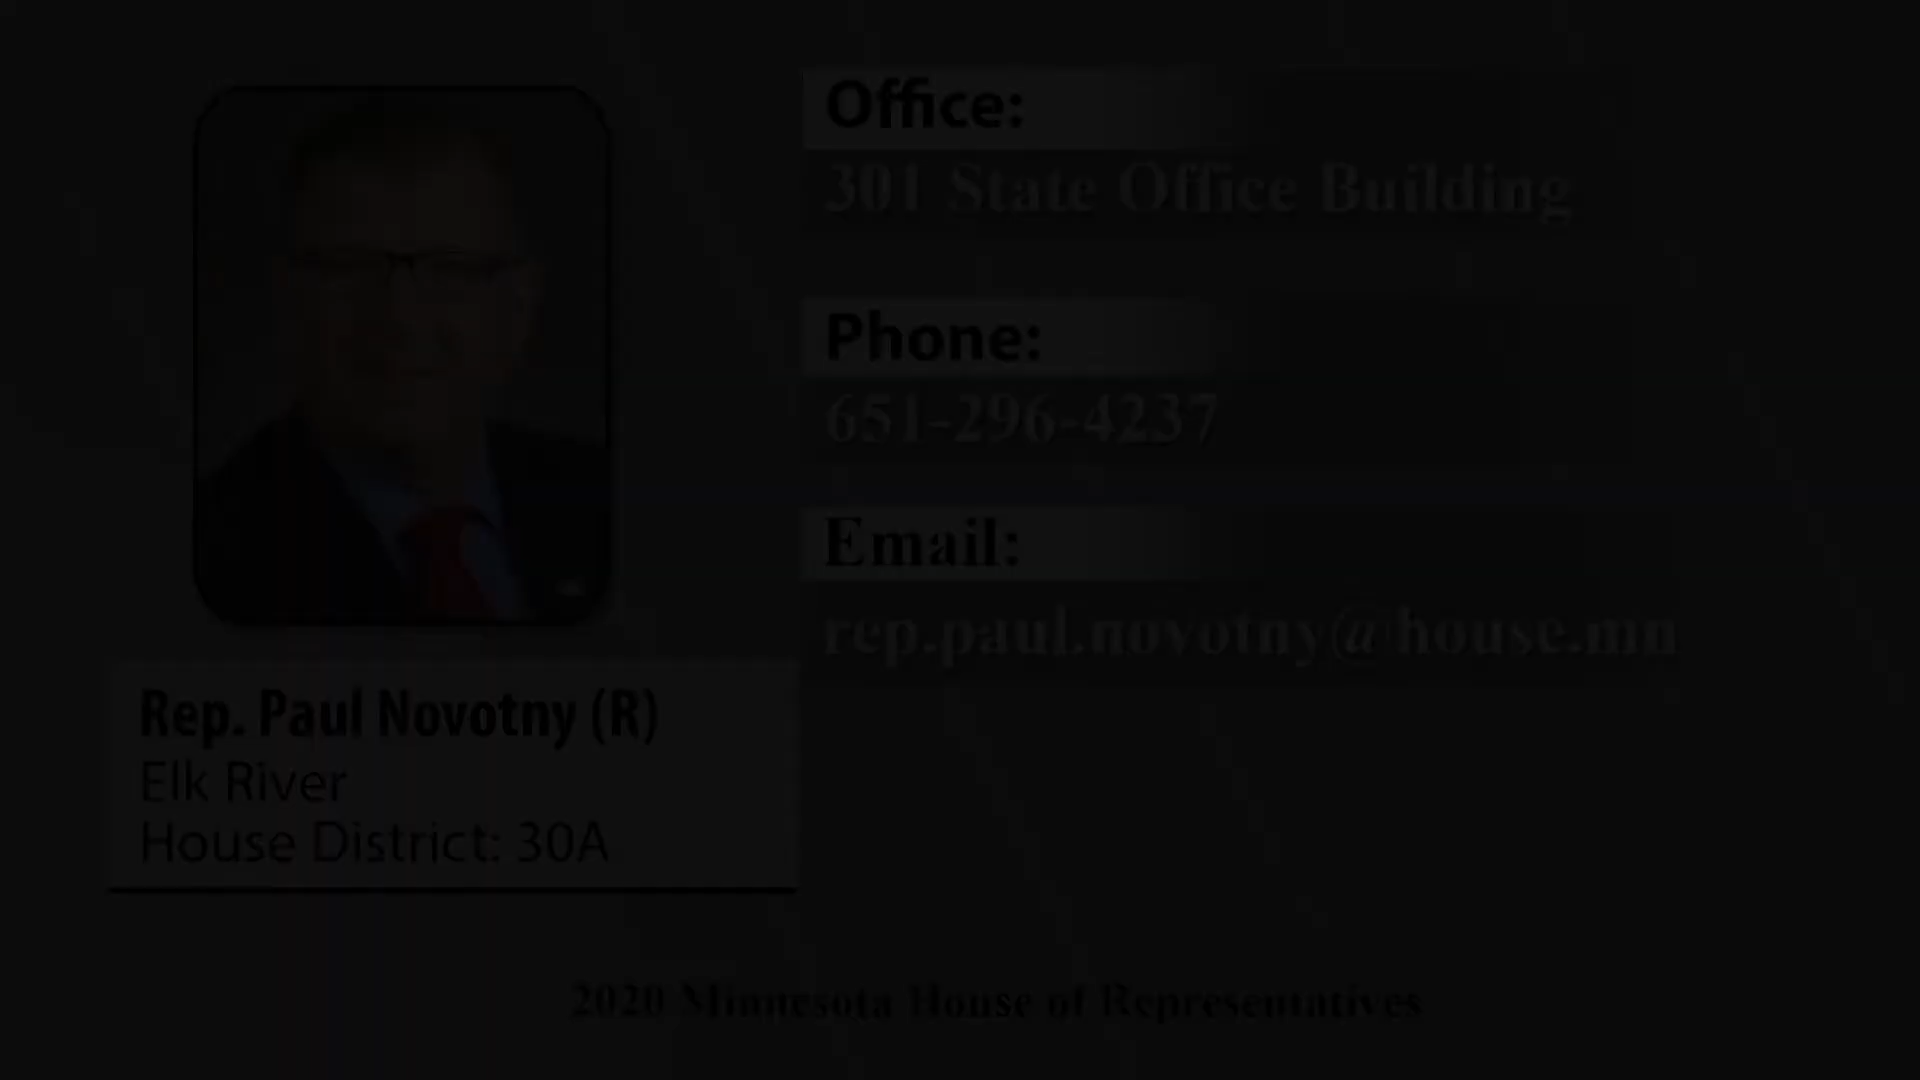 Office:
301 State Office Building
Phone:
651-296-4237
Email:
rep.paul.novotny@house.mn
Rep. Paul Novotny (R)
Elk River
House District: 30A
2020 Minnesota House of Representatives